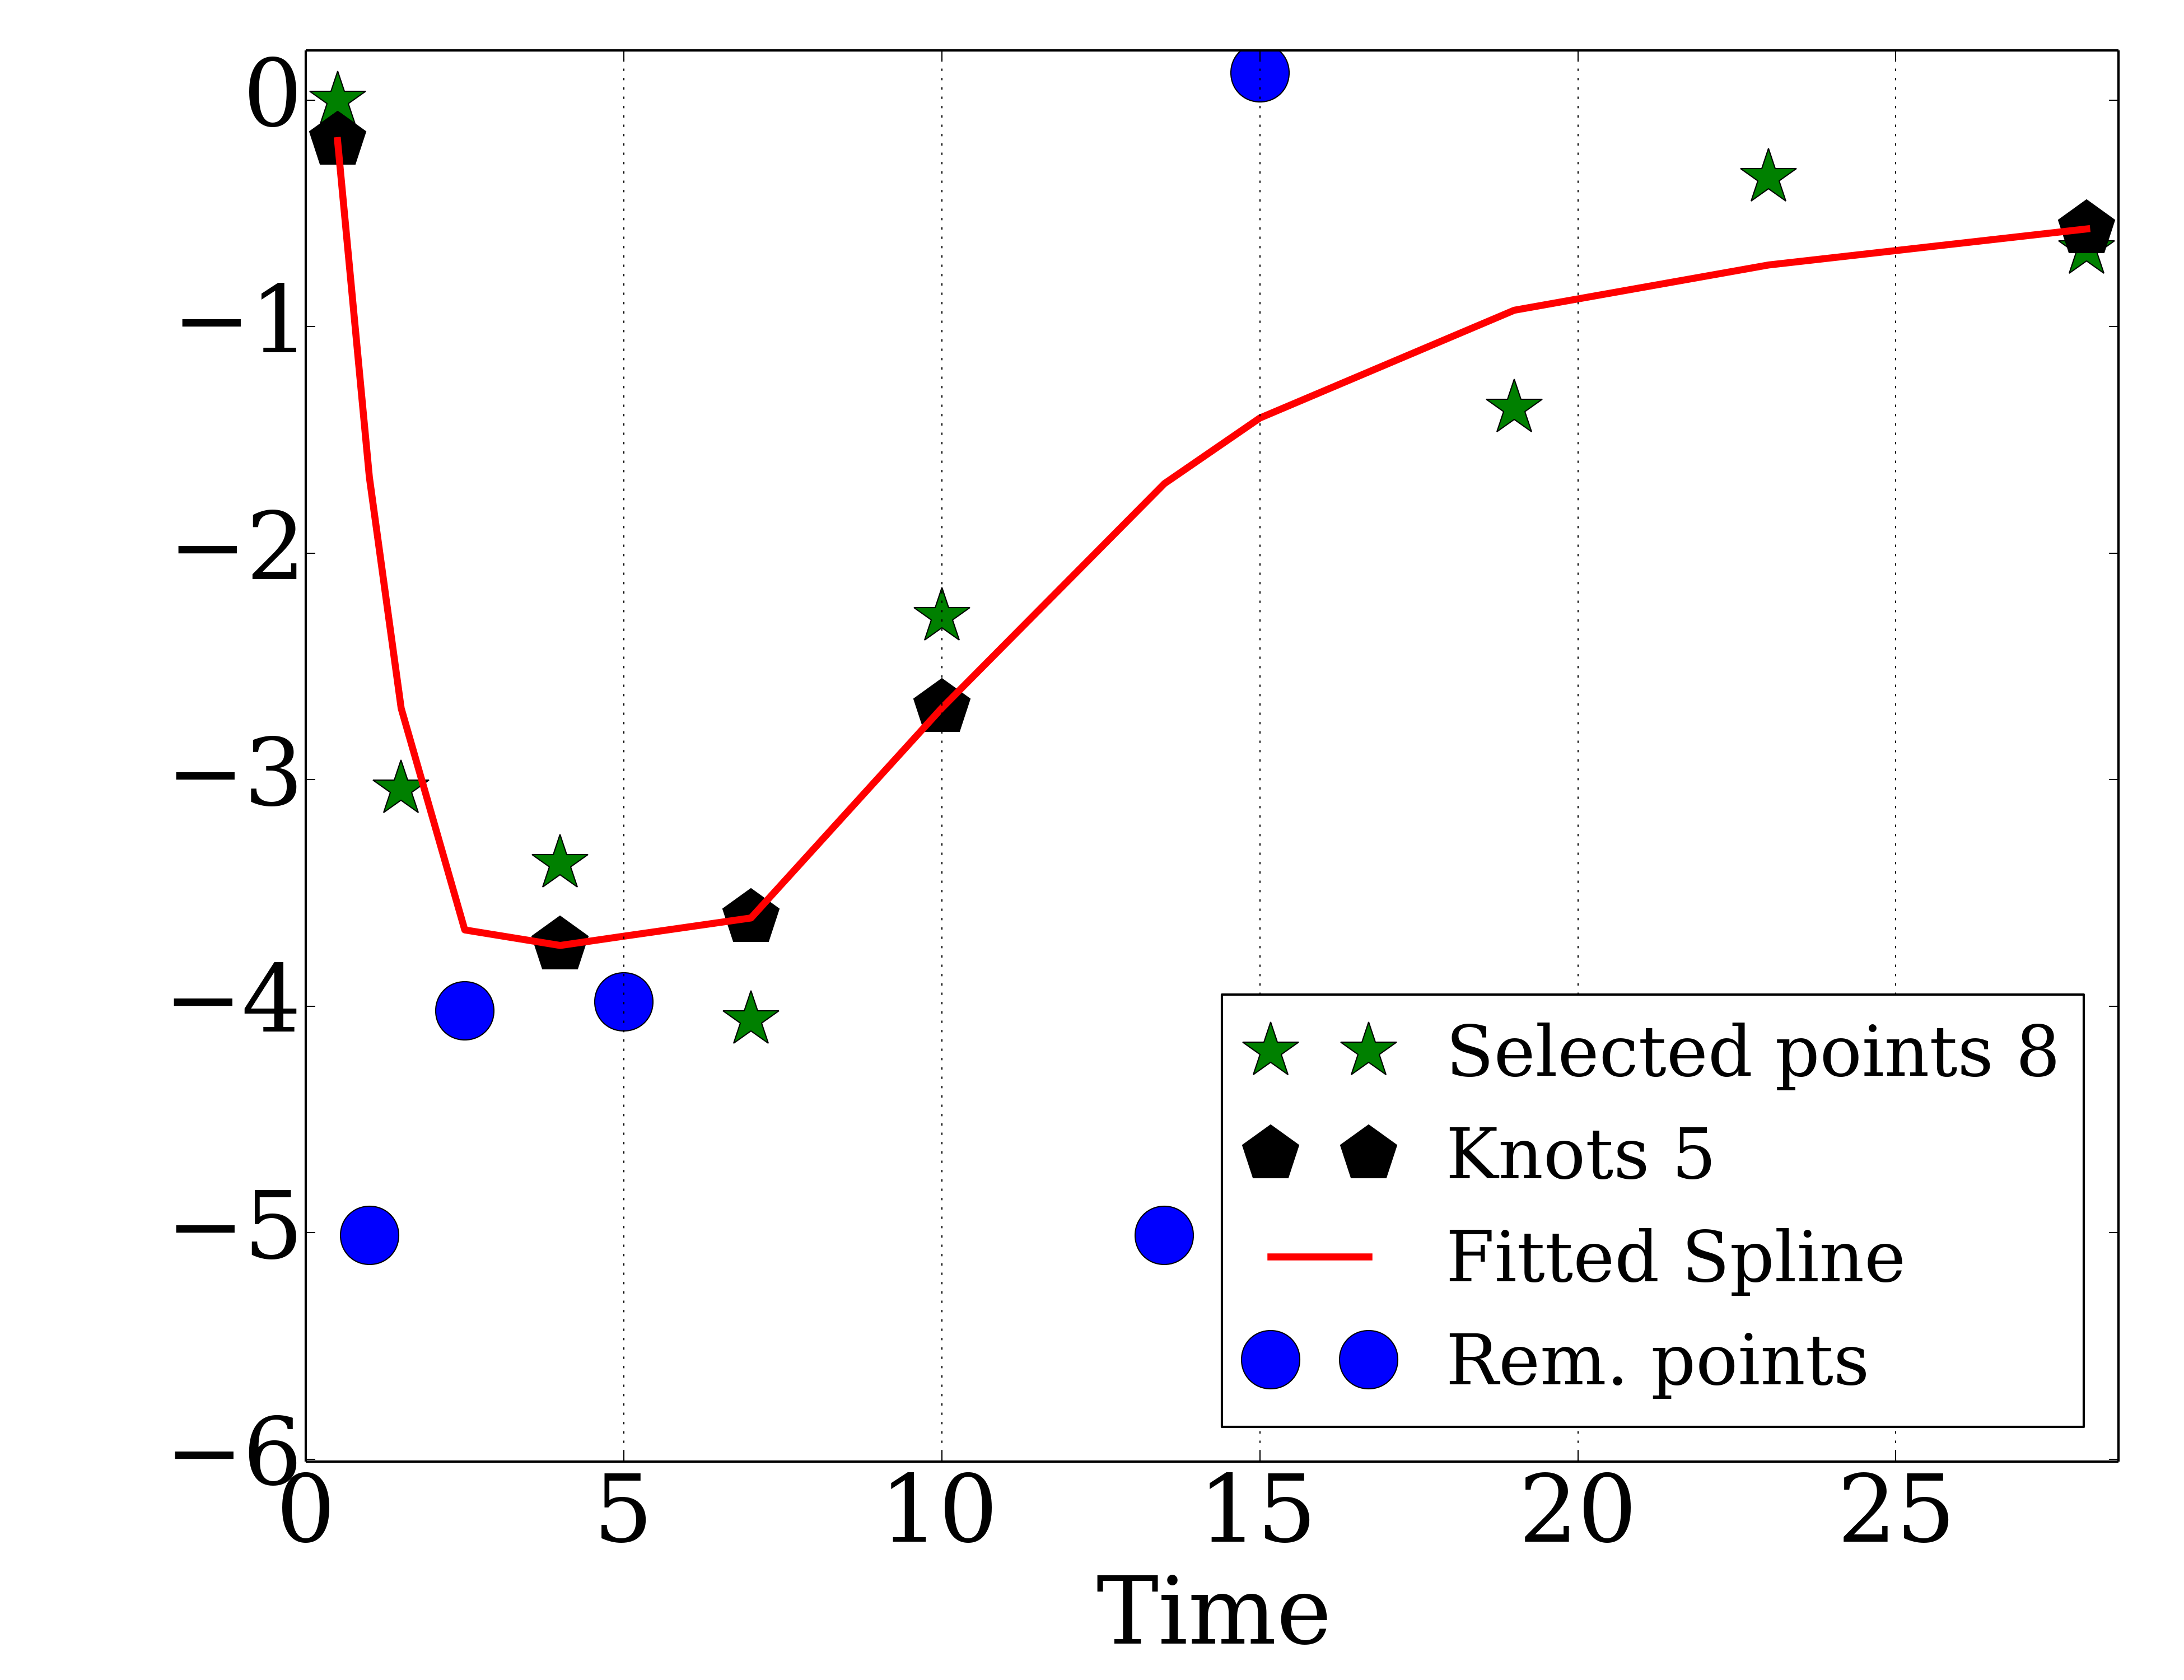 0
−1
−2
−3
−4
−5
−6
0 5 10 15 20 25
Time
Selected points 8
Knots 5
Fitted Spline
Rem. points